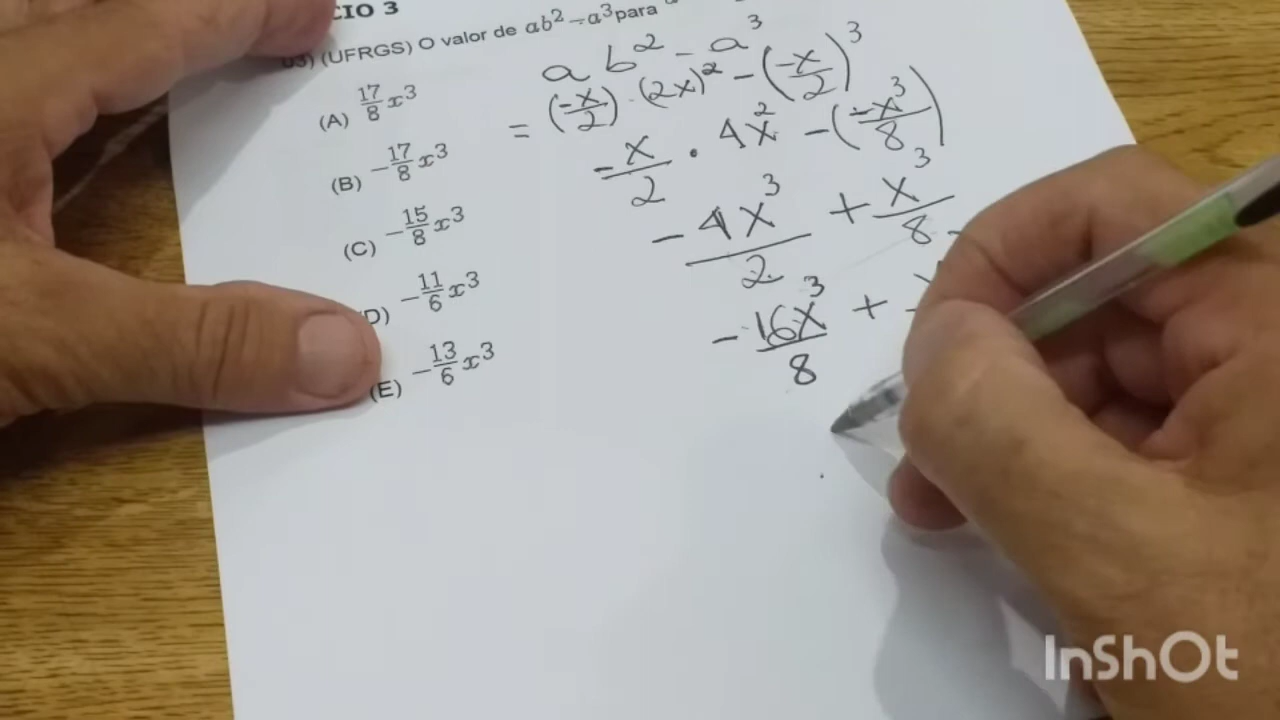 CIO 3
03) (UFRGS) O valor de ab² − a³ para
(A) 17/8 x³
(B) −17/8 x³
(C) −15/8 x³
D) −11/6 x³
(E) −13/6 x³
a b² − a³
= (−x/2) · (2x)² − (−x/2)³
−x/2 · 4x² − (−x³/8)
−4x³/2 + x³/8
−16x³/8 +
InShOt